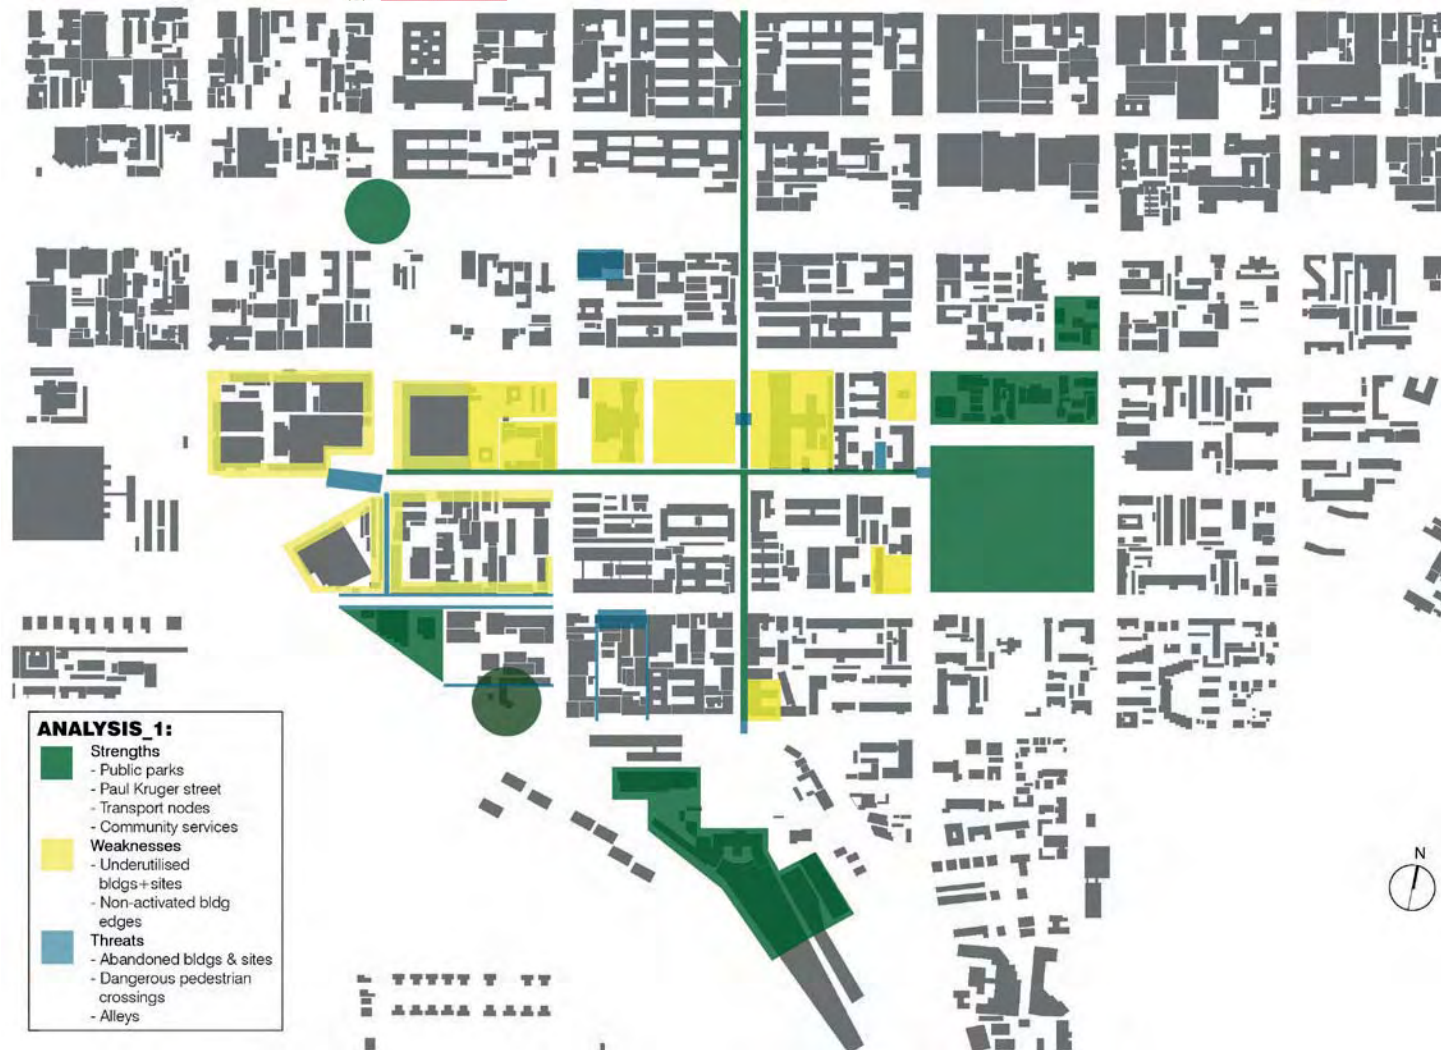 ANALYSIS_1:
Strengths
- Public parks
- Paul Kruger street
- Transport nodes
- Community services
Weaknesses
- Underutilised
bldgs+sites
- Non-activated bldg
edges
Threats
- Abandoned bldgs & sites
- Dangerous pedestrian
crossings
- Alleys
N